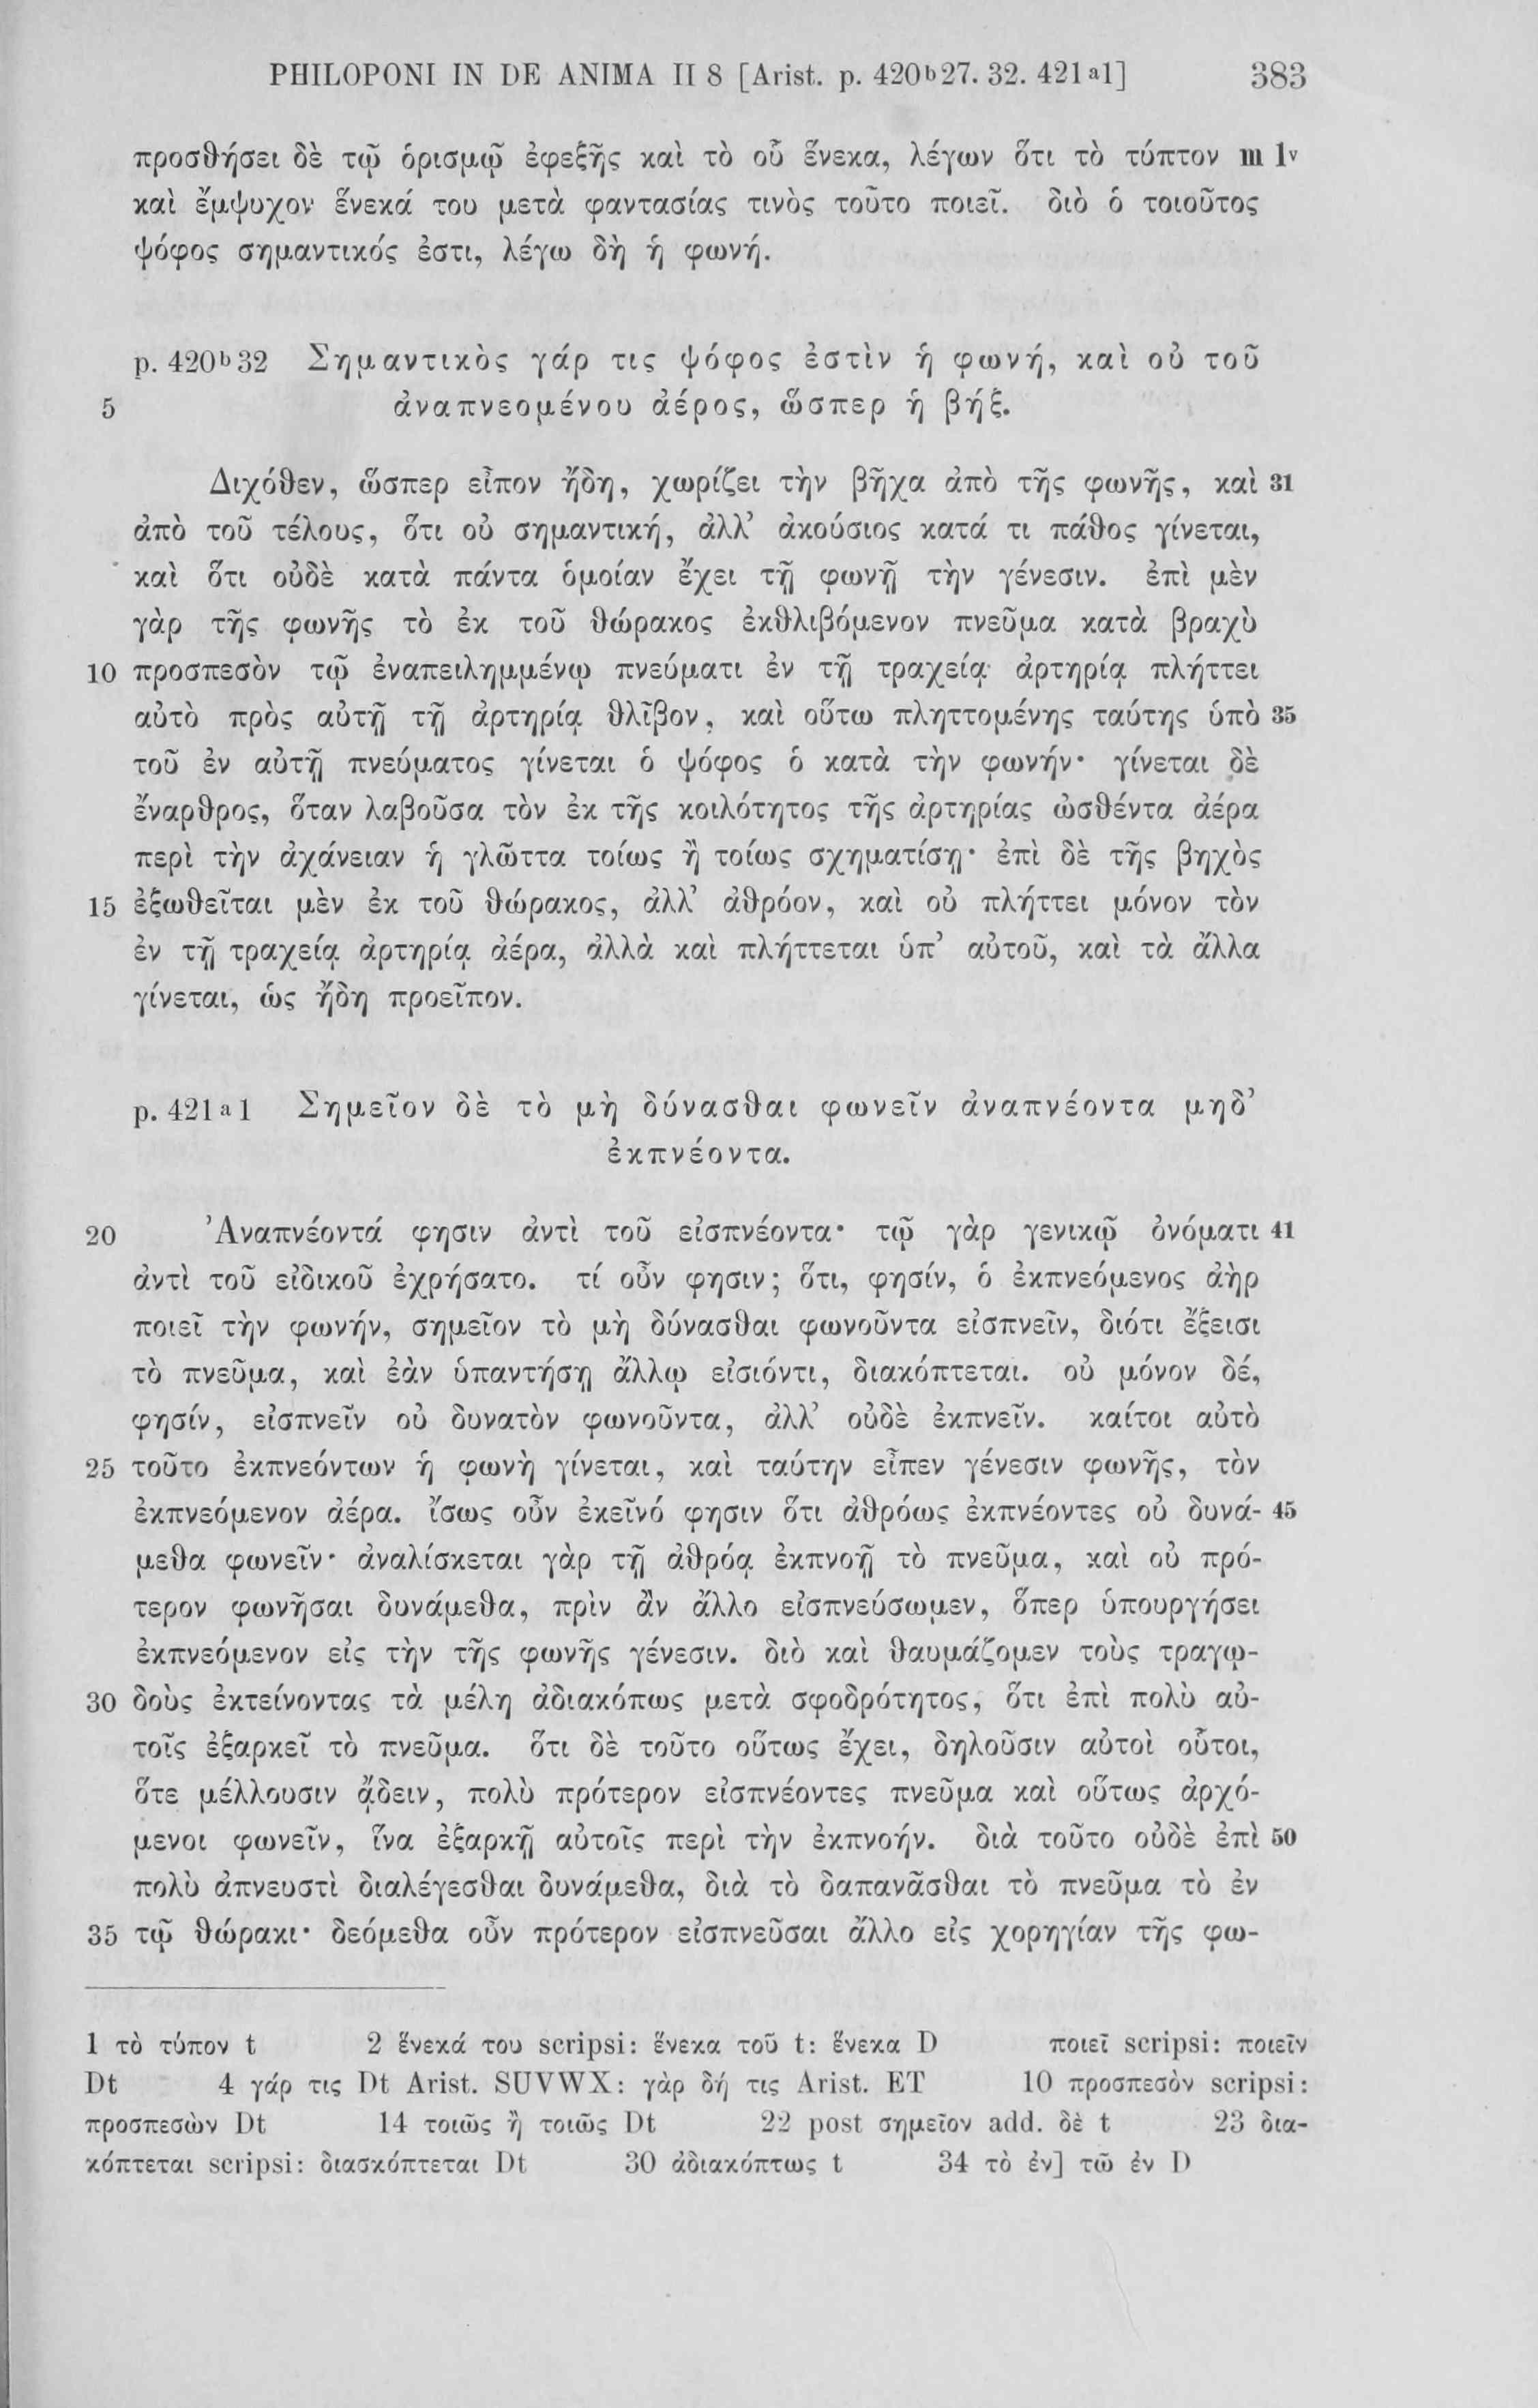 PHILOPONI IN DE ANIMA II 8 [Arist. p. 420b27. 32. 421a1] 383
προσθήσει δὲ τῷ ὁρισμῷ ἐφεξῆς καὶ τὸ οὗ ἕνεκα, λέγων ὅτι τὸ τύπτον m 1v
καὶ ἔμψυχον ἕνεκά του μετὰ φαντασίας τινὸς τοῦτο ποιεῖ. διὸ ὁ τοιοῦτος
ψόφος σημαντικός ἐστι, λέγω δὴ ἡ φωνή.
p. 420b32 Σημαντικὸς γάρ τις ψόφος ἐστὶν ἡ φωνή, καὶ οὐ τοῦ
5 ἀναπνεομένου ἀέρος, ὥσπερ ἡ βήξ.
Διχόθεν, ὥσπερ εἶπον ἤδη, χωρίζει τὴν βῆχα ἀπὸ τῆς φωνῆς, καὶ 31
ἀπὸ τοῦ τέλους, ὅτι οὐ σημαντική, ἀλλ’ ἀκούσιος κατά τι πάθος γίνεται,
καὶ ὅτι οὐδὲ κατὰ πάντα ὁμοίαν ἔχει τῇ φωνῇ τὴν γένεσιν. ἐπὶ μὲν
γὰρ τῆς φωνῆς τὸ ἐκ τοῦ θώρακος ἐκθλιβόμενον πνεῦμα κατὰ βραχὺ
10 προσπεσὸν τῷ ἐναπειλημμένῳ πνεύματι ἐν τῇ τραχείᾳ ἀρτηρίᾳ πλήττει
αὐτὸ πρὸς αὐτῇ τῇ ἀρτηρίᾳ θλῖβον, καὶ οὕτω πληττομένης ταύτης ὑπὸ 35
τοῦ ἐν αὐτῇ πνεύματος γίνεται ὁ ψόφος ὁ κατὰ τὴν φωνήν· γίνεται δὲ
ἔναρθρος, ὅταν λαβοῦσα τὸν ἐκ τῆς κοιλότητος τῆς ἀρτηρίας ὠσθέντα ἀέρα
περὶ τὴν ἀχάνειαν ἡ γλῶττα τοίως ἢ τοίως σχηματίσῃ· ἐπὶ δὲ τῆς βηχὸς
15 ἐξωθεῖται μὲν ἐκ τοῦ θώρακος, ἀλλ’ ἀθρόον, καὶ οὐ πλήττει μόνον τὸν
ἐν τῇ τραχείᾳ ἀρτηρίᾳ ἀέρα, ἀλλὰ καὶ πλήττεται ὑπ’ αὐτοῦ, καὶ τὰ ἄλλα
γίνεται, ὡς ἤδη προεῖπον.
p. 421a1 Σημεῖον δὲ τὸ μὴ δύνασθαι φωνεῖν ἀναπνέοντα μηδ’
ἐκπνέοντα.
20 Ἀναπνέοντά φησιν ἀντὶ τοῦ εἰσπνέοντα· τῷ γὰρ γενικῷ ὀνόματι 41
ἀντὶ τοῦ εἰδικοῦ ἐχρήσατο. τί οὖν φησιν; ὅτι, φησίν, ὁ ἐκπνεόμενος ἀὴρ
ποιεῖ τὴν φωνήν, σημεῖον τὸ μὴ δύνασθαι φωνοῦντα εἰσπνεῖν, διότι ἔξεισι
τὸ πνεῦμα, καὶ ἐὰν ὑπαντήσῃ ἄλλῳ εἰσιόντι, διακόπτεται. οὐ μόνον δέ,
φησίν, εἰσπνεῖν οὐ δυνατὸν φωνοῦντα, ἀλλ’ οὐδὲ ἐκπνεῖν. καίτοι αὐτὸ
25 τοῦτο ἐκπνεόντων ἡ φωνὴ γίνεται, καὶ ταύτην εἶπεν γένεσιν φωνῆς, τὸν
ἐκπνεόμενον ἀέρα. ἴσως οὖν ἐκεῖνό φησιν ὅτι ἀθρόως ἐκπνέοντες οὐ δυνά- 45
μεθα φωνεῖν· ἀναλίσκεται γὰρ τῇ ἀθρόᾳ ἐκπνοῇ τὸ πνεῦμα, καὶ οὐ πρό-
τερον φωνῆσαι δυνάμεθα, πρὶν ἂν ἄλλο εἰσπνεύσωμεν, ὅπερ ὑπουργήσει
ἐκπνεόμενον εἰς τὴν τῆς φωνῆς γένεσιν. διὸ καὶ θαυμάζομεν τοὺς τραγῳ-
30 δοὺς ἐκτείνοντας τὰ μέλη ἀδιακόπως μετὰ σφοδρότητος, ὅτι ἐπὶ πολὺ αὐ-
τοῖς ἐξαρκεῖ τὸ πνεῦμα. ὅτι δὲ τοῦτο οὕτως ἔχει, δηλοῦσιν αὐτοὶ οὗτοι,
ὅτε μέλλουσιν ᾄδειν, πολὺ πρότερον εἰσπνέοντες πνεῦμα καὶ οὕτως ἀρχό-
μενοι φωνεῖν, ἵνα ἐξαρκῇ αὐτοῖς περὶ τὴν ἐκπνοήν. διὰ τοῦτο οὐδὲ ἐπὶ 50
πολὺ ἀπνευστὶ διαλέγεσθαι δυνάμεθα, διὰ τὸ δαπανᾶσθαι τὸ πνεῦμα τὸ ἐν
35 τῷ θώρακι· δεόμεθα οὖν πρότερον εἰσπνεῦσαι ἄλλο εἰς χορηγίαν τῆς φω-
1 τὸ τύπον t 2 ἕνεκά του scripsi: ἕνεκα τοῦ t: ἕνεκα D ποιεῖ scripsi: ποιεῖν
Dt 4 γάρ τις Dt Arist. SUVWX: γὰρ δή τις Arist. ET 10 προσπεσὸν scripsi:
προσπεσὼν Dt 14 τοιῶς ἢ τοιῶς Dt 22 post σημεῖον add. δὲ t 23 δια-
κόπτεται scripsi: διασκόπτεται Dt 30 ἀδιακόπτως t 34 τὸ ἐν] τῶ ἐν D